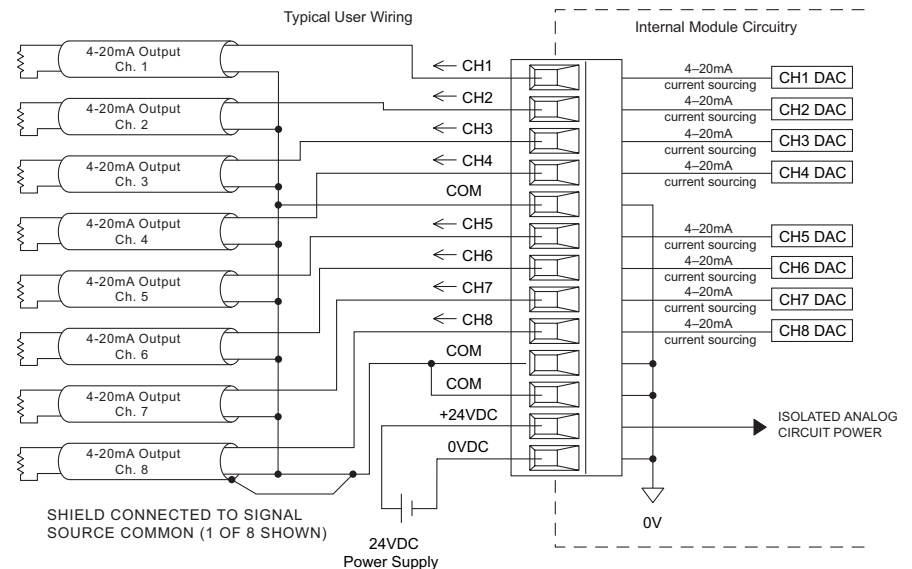 Typical User Wiring
Internal Module Circuitry
4-20mA Output
Ch. 1
4-20mA Output
Ch. 2
4-20mA Output
Ch. 3
4-20mA Output
Ch. 4
4-20mA Output
Ch. 5
4-20mA Output
Ch. 6
4-20mA Output
Ch. 7
4-20mA Output
Ch. 8
SHIELD CONNECTED TO SIGNAL
SOURCE COMMON (1 OF 8 SHOWN)
CH1
CH2
CH3
CH4
COM
CH5
CH6
CH7
CH8
COM
COM
+24VDC
0VDC
24VDC
Power Supply
4–20mA
current sourcing
CH1 DAC
4–20mA
current sourcing
CH2 DAC
4–20mA
current sourcing
CH3 DAC
4–20mA
current sourcing
CH4 DAC
4–20mA
current sourcing
CH5 DAC
4–20mA
current sourcing
CH6 DAC
4–20mA
current sourcing
CH7 DAC
4–20mA
current sourcing
CH8 DAC
ISOLATED ANALOG
CIRCUIT POWER
0V